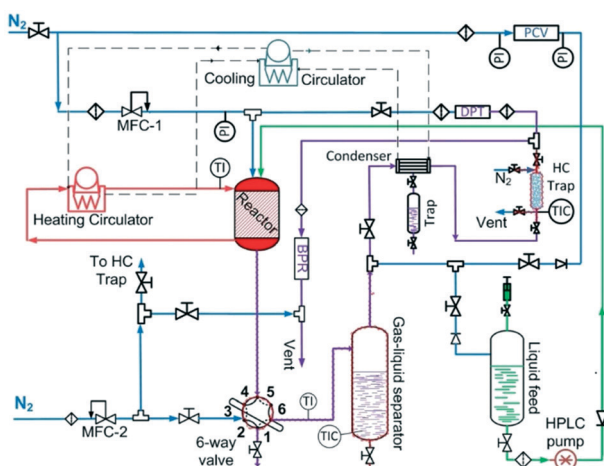 N2
PCV
PI
PI
Cooling Circulator
MFC-1
PI
DPT
Condenser
N2
HC
Trap
TI
Heating Circulator
Reactor
Trap
Vent
TIC
To HC
Trap
BPR
Vent
Gas-liquid separator
Liquid feed
4 5
3 6
2 1
TI
N2
MFC-2
6-way
valve
TIC
HPLC
pump